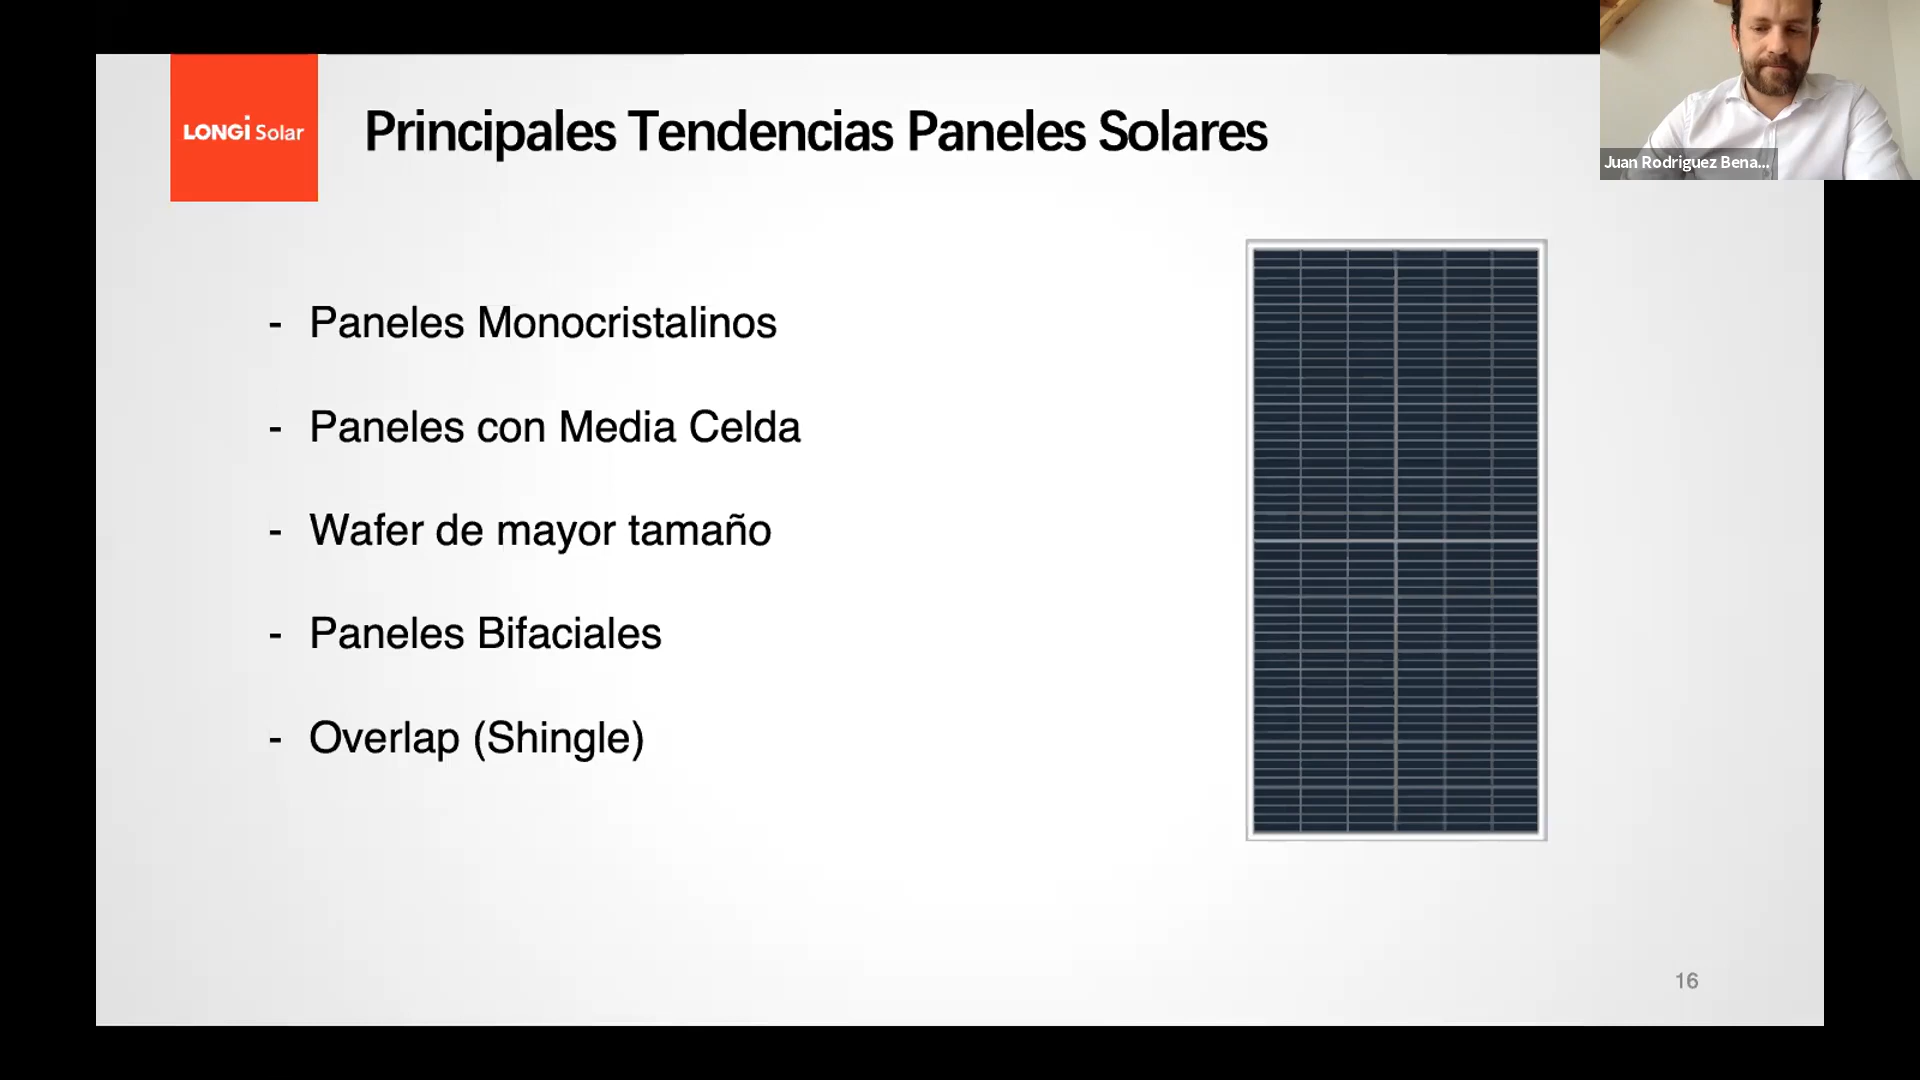 LONGi Solar
Principales Tendencias Paneles Solares
Juan Rodriguez Bena...
- Paneles Monocristalinos
- Paneles con Media Celda
- Wafer de mayor tamaño
- Paneles Bifaciales
- Overlap (Shingle)
16